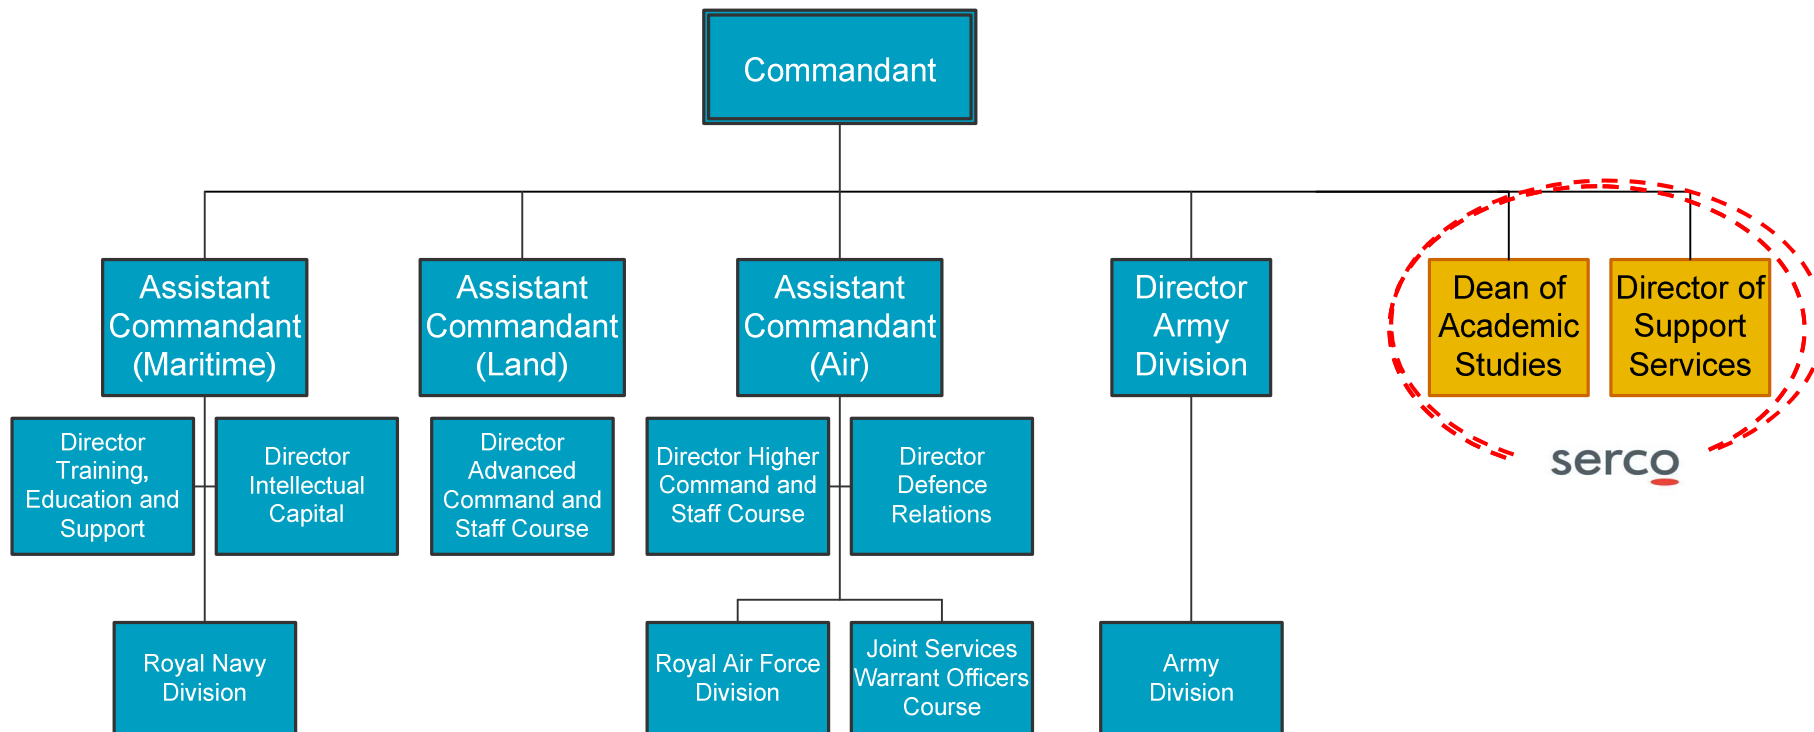 Commandant
Assistant
Commandant
(Maritime)
Assistant
Commandant
(Land)
Assistant
Commandant
(Air)
Director
Army
Division
Dean of
Academic
Studies
Director of
Support
Services
Director
Training,
Education and
Support
Director
Intellectual
Capital
Director
Advanced
Command and
Staff Course
Director Higher
Command and
Staff Course
Director
Defence
Relations
serco
Royal Navy
Division
Royal Air Force
Division
Joint Services
Warrant Officers
Course
Army
Division